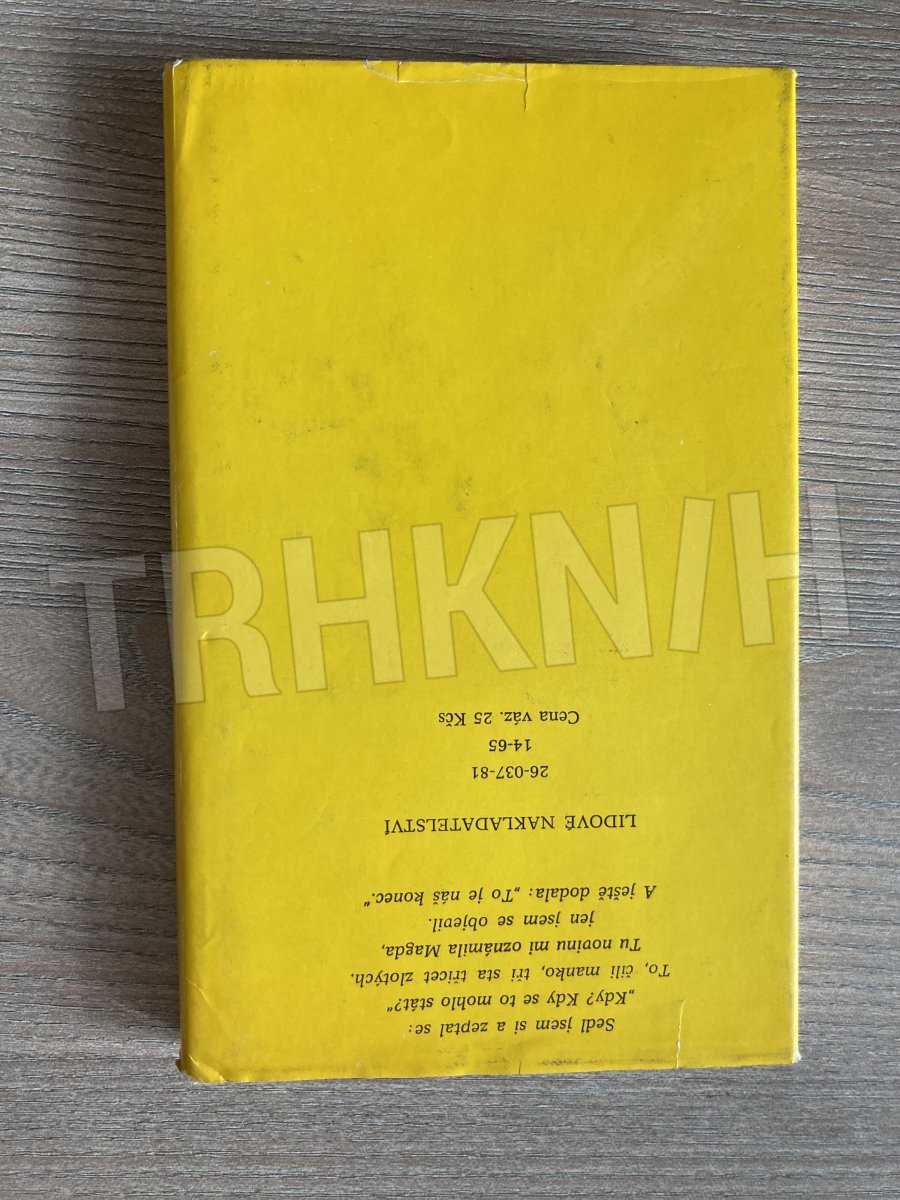 Sedl jsem si a zeptal se:
„Kdy? Kdy se to mohlo stát?“
To, čili manko, tři sta třicet zlotých.
Tu novinu mi oznámila Magda,
jen jsem se objevil.
A ještě dodala: „To je náš konec.“
LIDOVÉ NAKLADATELSTVÍ
26-037-81
14-65
Cena váz. 25 Kčs
TRHKNIH